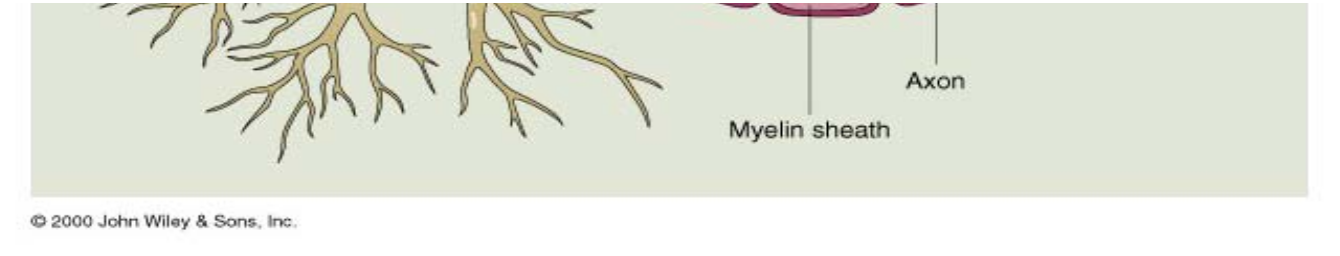 Axon
Myelin sheath
© 2000 John Wiley & Sons, Inc.